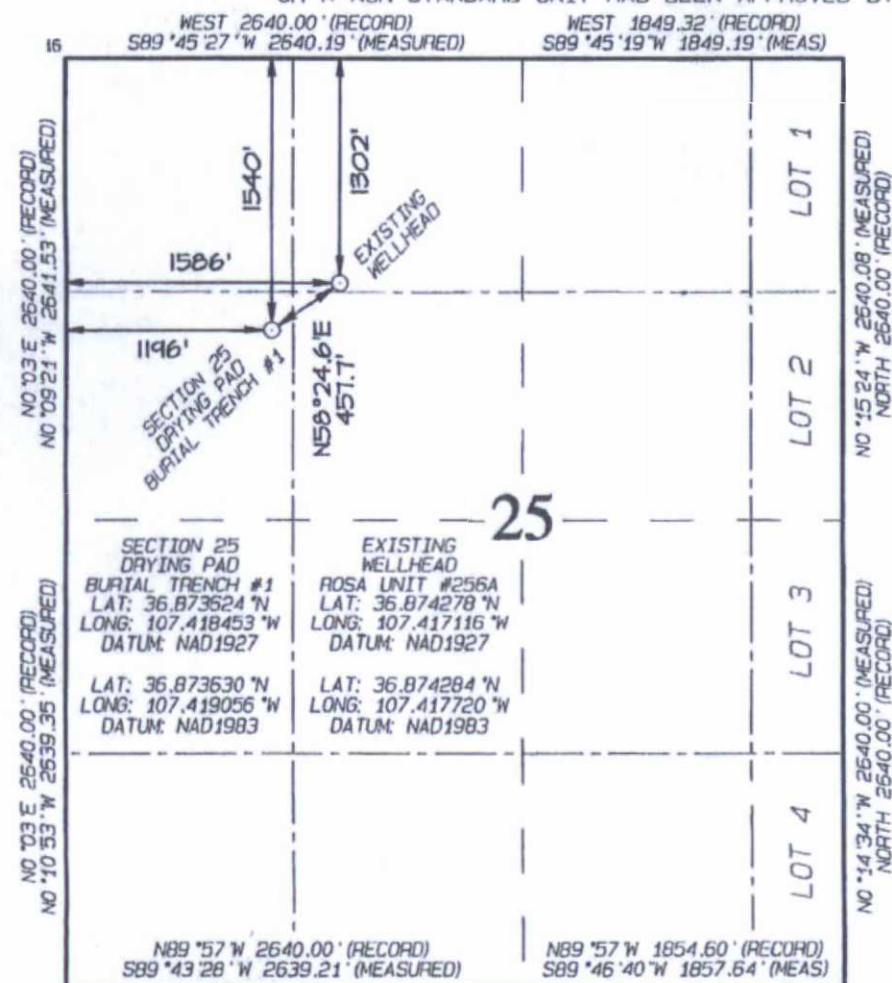 WEST 2640.00' (RECORD)
S89°45'27"W 2640.19' (MEASURED)
WEST 1849.32' (RECORD)
S89°45'19"W 1849.19' (MEAS)
16
N0°03'E 2640.00' (RECORD)
N0°09'21"W 2641.53' (MEASURED)
1540'
1302'
LOT 1
N0°15'24"W 2640.08' (MEASURED)
NORTH 2640.00' (RECORD)
EXISTING
WELLHEAD
1586'
1196'
SECTION 25
DRYING PAD
BURIAL TRENCH #1
N58°24.6'E
457.7'
LOT 2
25
SECTION 25
DRYING PAD
BURIAL TRENCH #1
LAT: 36.873624°N
LONG: 107.418453°W
DATUM: NAD1927
LAT: 36.873630°N
LONG: 107.419056°W
DATUM: NAD1983
EXISTING
WELLHEAD
ROSA UNIT #256A
LAT: 36.874278°N
LONG: 107.417116°W
DATUM: NAD1927
LAT: 36.874284°N
LONG: 107.417720°W
DATUM: NAD1983
LOT 3
N0°03'E 2640.00' (RECORD)
N0°10'53"W 2639.35' (MEASURED)
N0°14'34"W 2640.00' (MEASURED)
NORTH 2640.00' (RECORD)
LOT 4
N89°57'W 2640.00' (RECORD)
S89°43'28"W 2639.21' (MEASURED)
N89°57'W 1854.60' (RECORD)
S89°46'40"W 1857.64' (MEAS)